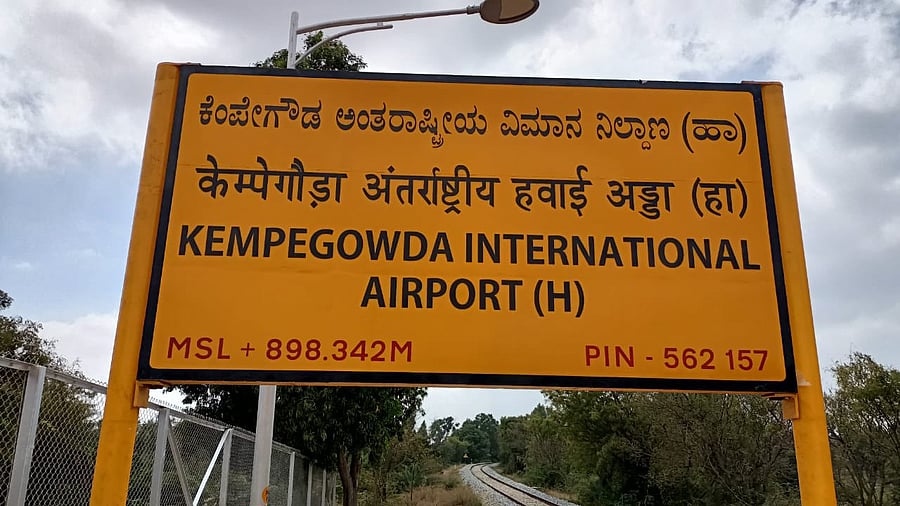 ಕೆಂಪೇಗೌಡ ಅಂತರಾಷ್ಟ್ರೀಯ ವಿಮಾನ ನಿಲ್ದಾಣ (ಹಾ)
केम्पेगौड़ा अंतर्राष्ट्रीय हवाई अड्डा (हा)
KEMPEGOWDA INTERNATIONAL
AIRPORT (H)
MSL + 898.342M PIN - 562 157